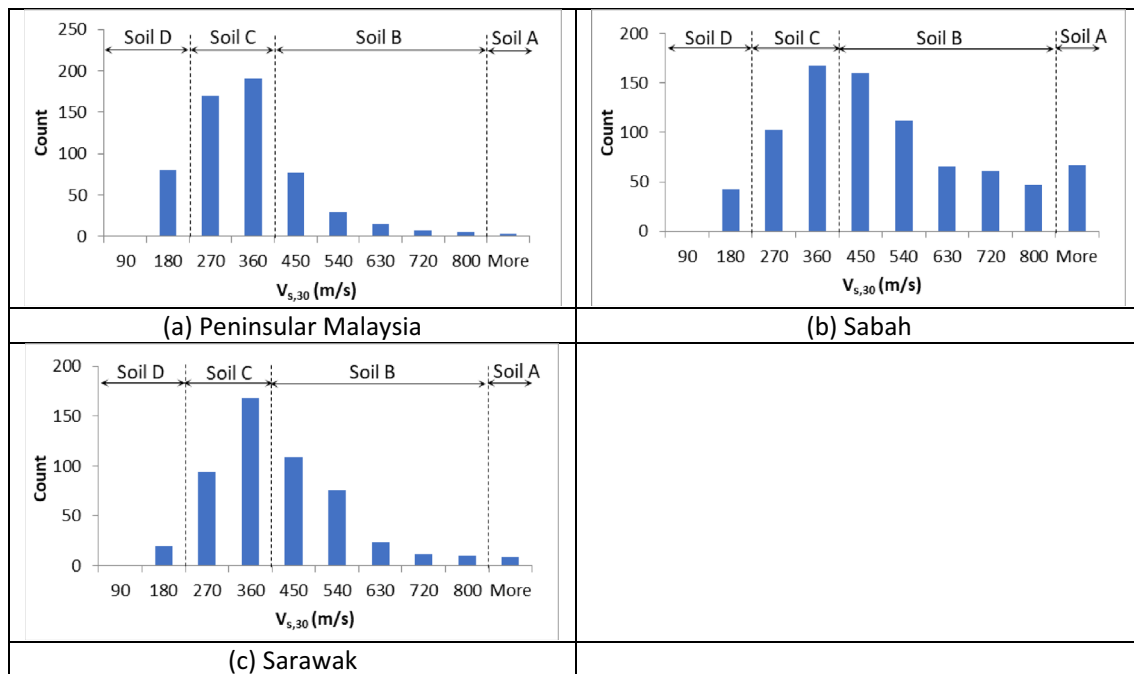 250
200
150
100
50
0
Count
Soil D
Soil C
Soil B
Soil A
90 180 270 360 450 540 630 720 800 More
Vs,30 (m/s)
(a) Peninsular Malaysia
200
150
100
50
0
Count
Soil D
Soil C
Soil B
Soil A
90 180 270 360 450 540 630 720 800 More
Vs,30 (m/s)
(b) Sabah
200
150
100
50
0
Count
Soil D
Soil C
Soil B
Soil A
90 180 270 360 450 540 630 720 800 More
Vs,30 (m/s)
(c) Sarawak